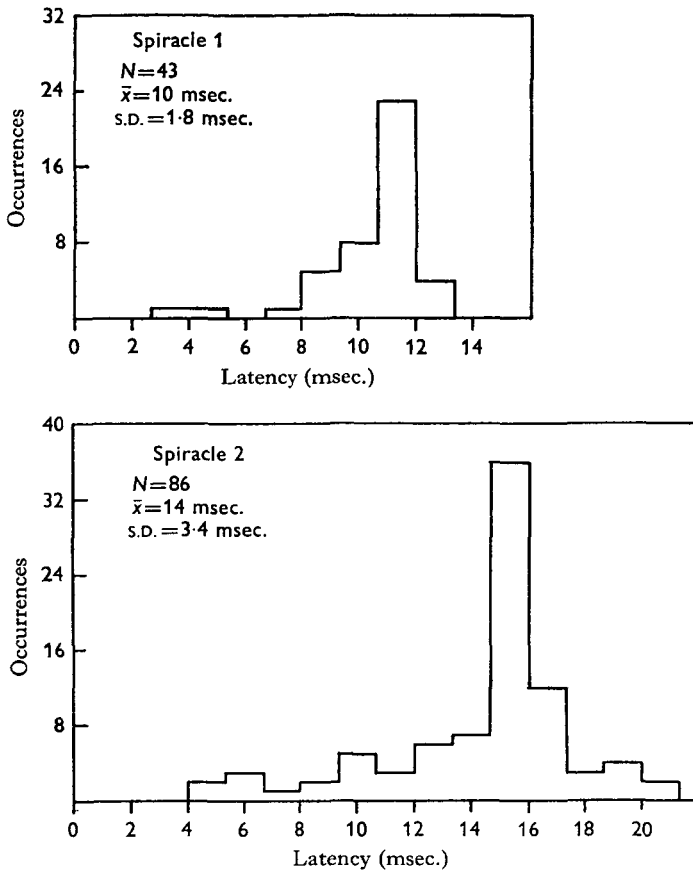 32
24
16
8
Occurrences
Spiracle 1
N=43
x̄=10 msec.
S.D.=1·8 msec.
0 2 4 6 8 10 12 14
Latency (msec.)
40
32
24
16
8
Occurrences
Spiracle 2
N=86
x̄=14 msec.
S.D.=3·4 msec.
0 2 4 6 8 10 12 14 16 18 20
Latency (msec.)